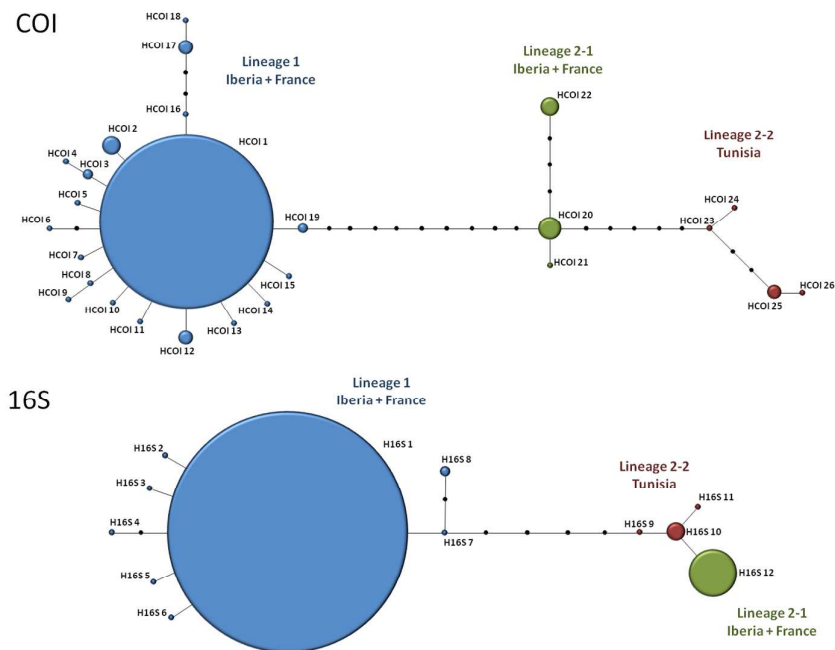 COI
HCOI 18
HCOI 17
Lineage 1
Iberia + France
HCOI 16
HCOI 2
HCOI 1
HCOI 4
HCOI 3
HCOI 5
HCOI 6
HCOI 7
HCOI 8
HCOI 9
HCOI 10
HCOI 11
HCOI 12
HCOI 13
HCOI 14
HCOI 15
HCOI 19
Lineage 2-1
Iberia + France
HCOI 22
HCOI 20
HCOI 21
Lineage 2-2
Tunisia
HCOI 24
HCOI 23
HCOI 25
HCOI 26
16S
Lineage 1
Iberia + France
H16S 1
H16S 2
H16S 3
H16S 4
H16S 5
H16S 6
H16S 8
H16S 7
Lineage 2-2
Tunisia
H16S 9
H16S 11
H16S 10
H16S 12
Lineage 2-1
Iberia + France